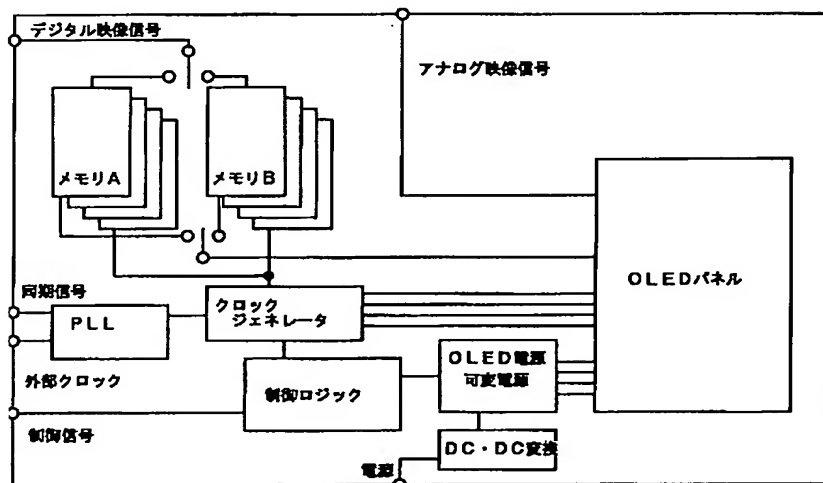 デジタル映像信号
アナログ映像信号
メモリA
メモリB
OLEDパネル
同期信号
PLL
クロック
ジェネレータ
外部クロック
制御ロジック
OLED電源
可変電源
制御信号
DC・DC変換
電源